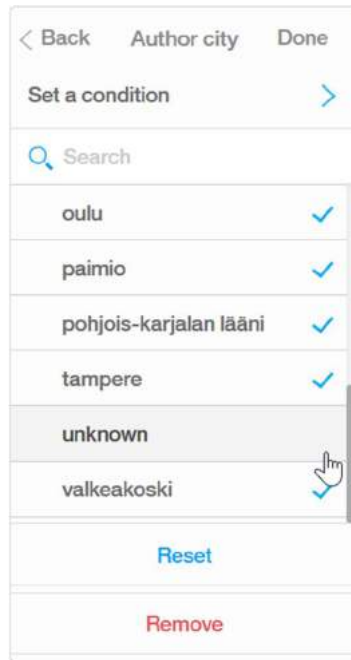 Back Author city Done
Set a condition
Search
oulu
paimio
pohjois-karjalan lääni
tampere
unknown
valkeakoski
Reset
Remove